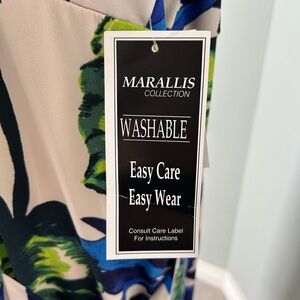 MARALLIS
COLLECTION
WASHABLE
Easy Care
Easy Wear
Consult Care Label
For Instructions